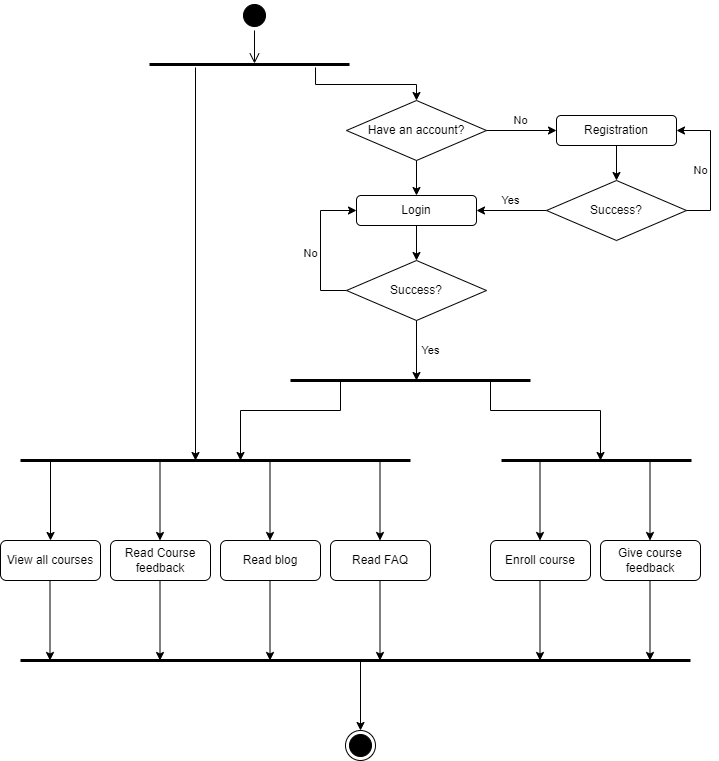 Have an account?
No
Registration
No
Login
Yes
Success?
No
Success?
Yes
View all courses
Read Course
feedback
Read blog
Read FAQ
Enroll course
Give course
feedback